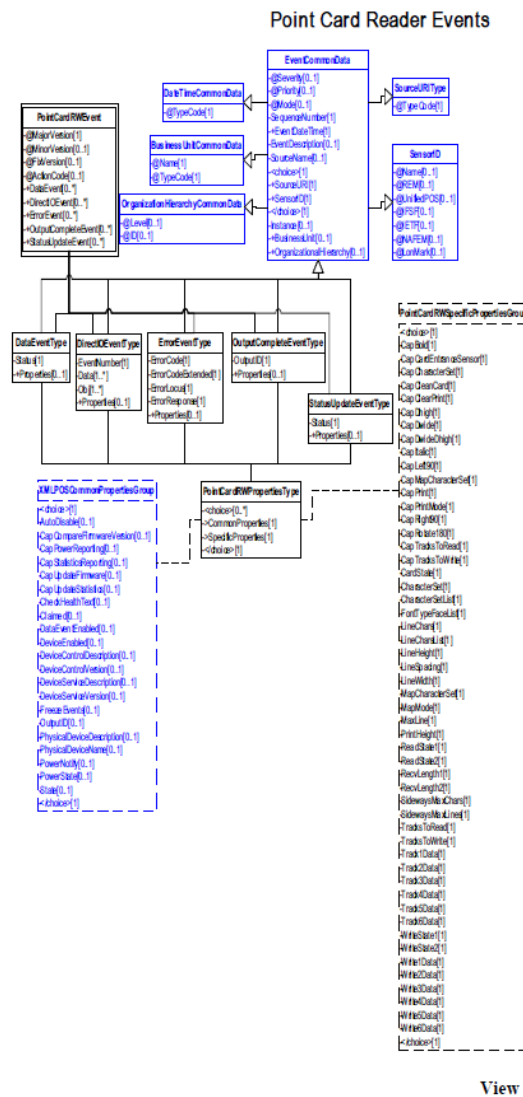 Point Card Reader Events
EventCommonData
-@Severity[0..1]
-@Priority[0..1]
-@Mode[0..1]
-SequenceNumber[1]
-+EventDateTime[1]
-EventDescription[0..1]
-SourceName[0..1]
-<choice>[1]
-+SourceURI[1]
-+SensorID[1]
-</choice>[1]
-Instance[0..1]
-+BusinessUnit[0..1]
-+OrganizationalHierarchy[0..1]
DateTimeCommonData
-@TypeCode[1]
SourceURIType
-@TypeCode[1]
PointCardRWEvent
-@MajorVersion[1]
-@MinorVersion[0..1]
-@FixVersion[0..1]
-@ActionCode[0..1]
-+DataEvent[0..*]
-+DirectIOEvent[0..*]
-+ErrorEvent[0..*]
-+OutputCompleteEvent[0..*]
-+StatusUpdateEvent[0..*]
BusinessUnitCommonData
-@Name[1]
-@TypeCode[1]
SensorID
-@Name[0..1]
-@REM[0..1]
-@UnifiedPOS[0..1]
-@FSF[0..1]
-@IETF[0..1]
-@NAFEM[0..1]
-@LonMark[0..1]
OrganizationHierarchyCommonData
-@Level[0..1]
-@ID[0..1]
DataEventType
-Status[1]
-+Properties[0..1]
DirectIOEventType
-EventNumber[1]
-Data[1..*]
-Obj[1..*]
-+Properties[0..1]
ErrorEventType
-ErrorCode[1]
-ErrorCodeExtended[1]
-ErrorLocus[1]
-ErrorResponse[1]
-+Properties[0..1]
OutputCompleteEventType
-OutputID[1]
-+Properties[0..1]
StatusUpdateEventType
-Status[1]
-+Properties[0..1]
PointCardRWSpecificPropertiesGrou
-<choice>[1]
-CapBold[1]
-CapCardEntranceSensor[1]
-CapCharacterSet[1]
-CapCleanCard[1]
-CapClearPrint[1]
-CapDhigh[1]
-CapDwide[1]
-CapDwideDhigh[1]
-CapItalic[1]
-CapLeft90[1]
-CapMapCharacterSet[1]
-CapPrint[1]
-CapPrintMode[1]
-CapRight90[1]
-CapRotate180[1]
-CapTracksToRead[1]
-CapTracksToWrite[1]
-CardState[1]
-CharacterSet[1]
-CharacterSetList[1]
-FontTypeFaceList[1]
-LineChars[1]
-LineCharsList[1]
-LineHeight[1]
-LineSpacing[1]
-LineWidth[1]
-MapCharacterSet[1]
-MapMode[1]
-MaxLine[1]
-PrintHeight[1]
-ReadState1[1]
-ReadState2[1]
-RecvLength1[1]
-RecvLength2[1]
-SidewaysMaxChars[1]
-SidewaysMaxLines[1]
-TracksToRead[1]
-TracksToWrite[1]
-Track1Data[1]
-Track2Data[1]
-Track3Data[1]
-Track4Data[1]
-Track5Data[1]
-Track6Data[1]
-WriteState1[1]
-WriteState2[1]
-Write1Data[1]
-Write2Data[1]
-Write3Data[1]
-Write4Data[1]
-Write5Data[1]
-Write6Data[1]
-</choice>[1]
XMLPOSCommonPropertiesGroup
-<choice>[1]
-AutoDisable[0..1]
-CapCompareFirmwareVersion[0..1]
-CapPowerReporting[0..1]
-CapStatisticsReporting[0..1]
-CapUpdateFirmware[0..1]
-CapUpdateStatistics[0..1]
-CheckHealthText[0..1]
-Claimed[0..1]
-DataEventEnabled[0..1]
-DeviceEnabled[0..1]
-DeviceControlDescription[0..1]
-DeviceControlVersion[0..1]
-DeviceServiceDescription[0..1]
-DeviceServiceVersion[0..1]
-FreezeEvents[0..1]
-OutputID[0..1]
-PhysicalDeviceDescription[0..1]
-PhysicalDeviceName[0..1]
-PowerNotify[0..1]
-PowerState[0..1]
-State[0..1]
-</choice>[1]
PointCardRWPropertiesType
-<choice>[0..*]
->CommonProperties[1]
->SpecificProperties[1]
-</choice>[1]
View